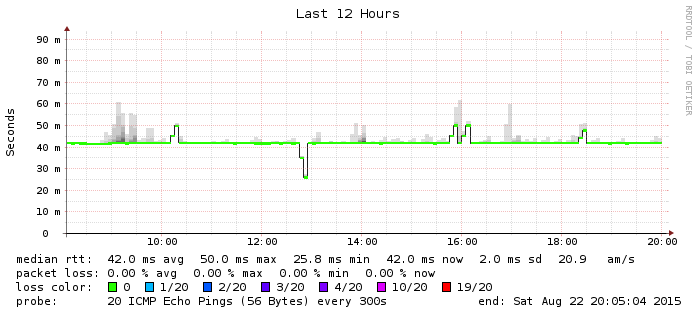 Last 12 Hours
RRDTOOL / TOBI OETIKER
Seconds
90 m
80 m
70 m
60 m
50 m
40 m
30 m
20 m
10 m
0
10:00 12:00 14:00 16:00 18:00 20:00
median rtt: 42.0 ms avg 50.0 ms max 25.8 ms min 42.0 ms now 2.0 ms sd 20.9 am/s
packet loss: 0.00 % avg 0.00 % max 0.00 % min 0.00 % now
loss color: 0 1/20 2/20 3/20 4/20 10/20 19/20
probe: 20 ICMP Echo Pings (56 Bytes) every 300s end: Sat Aug 22 20:05:04 2015